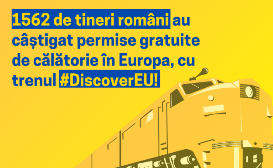 1562 de tineri români au
câștigat permise gratuite
de călătorie în Europa, cu
trenul #DiscoverEU!